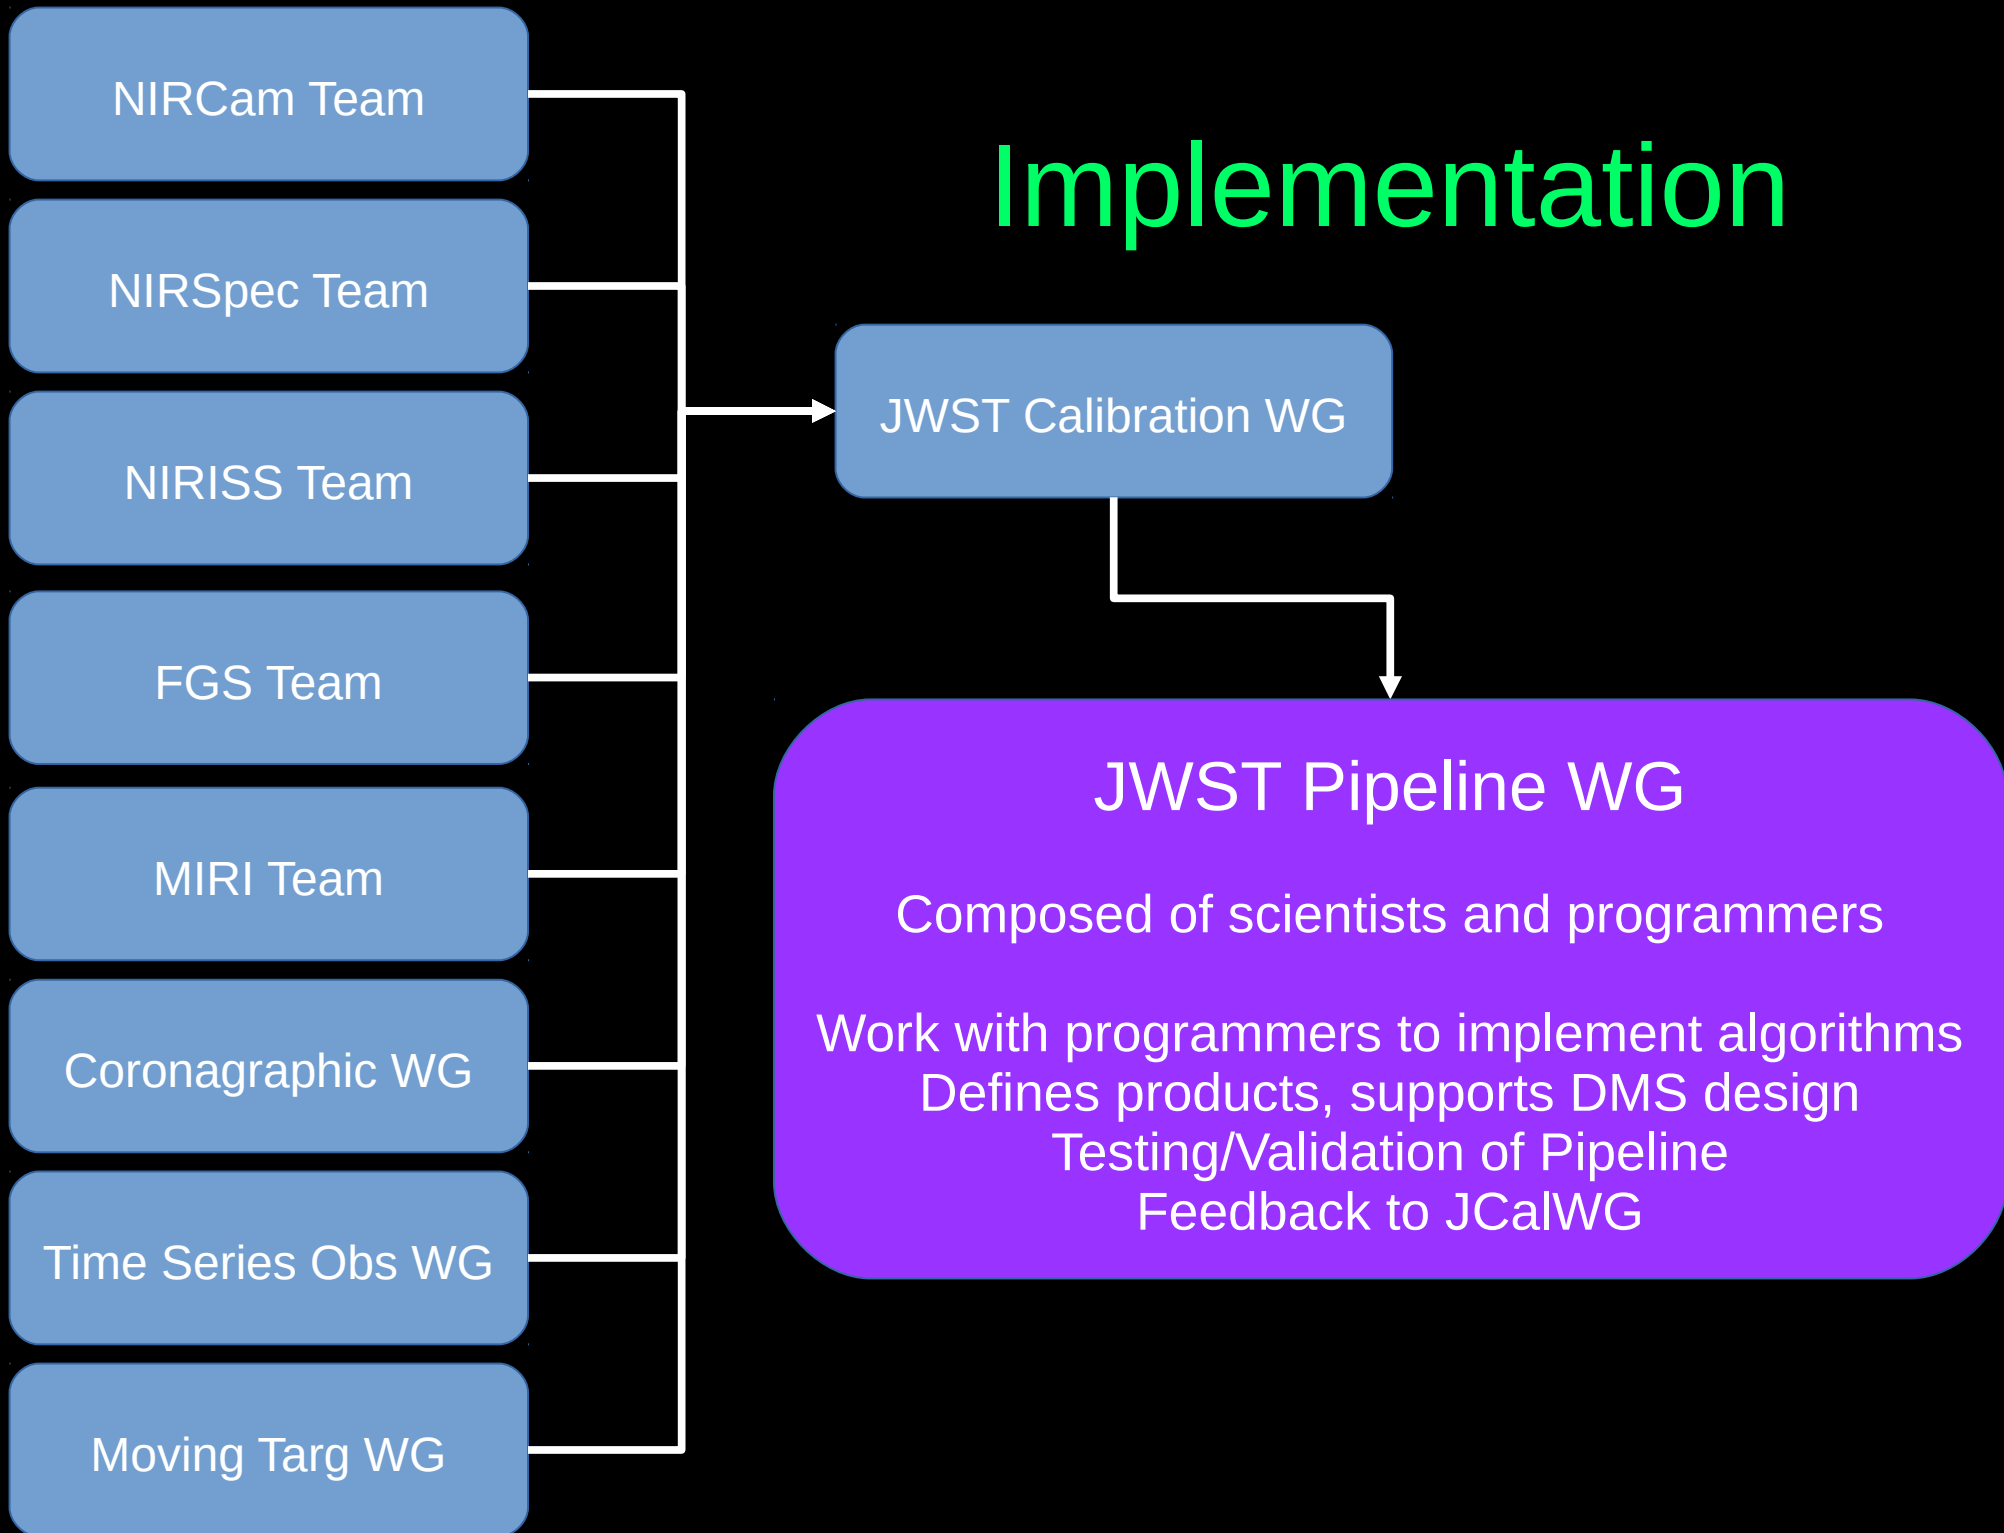 NIRCam Team
NIRSpec Team
NIRISS Team
FGS Team
MIRI Team
Coronagraphic WG
Time Series Obs WG
Moving Targ WG
Implementation
JWST Calibration WG
JWST Pipeline WG
Composed of scientists and programmers
Work with programmers to implement algorithms
Defines products, supports DMS design
Testing/Validation of Pipeline
Feedback to JCalWG